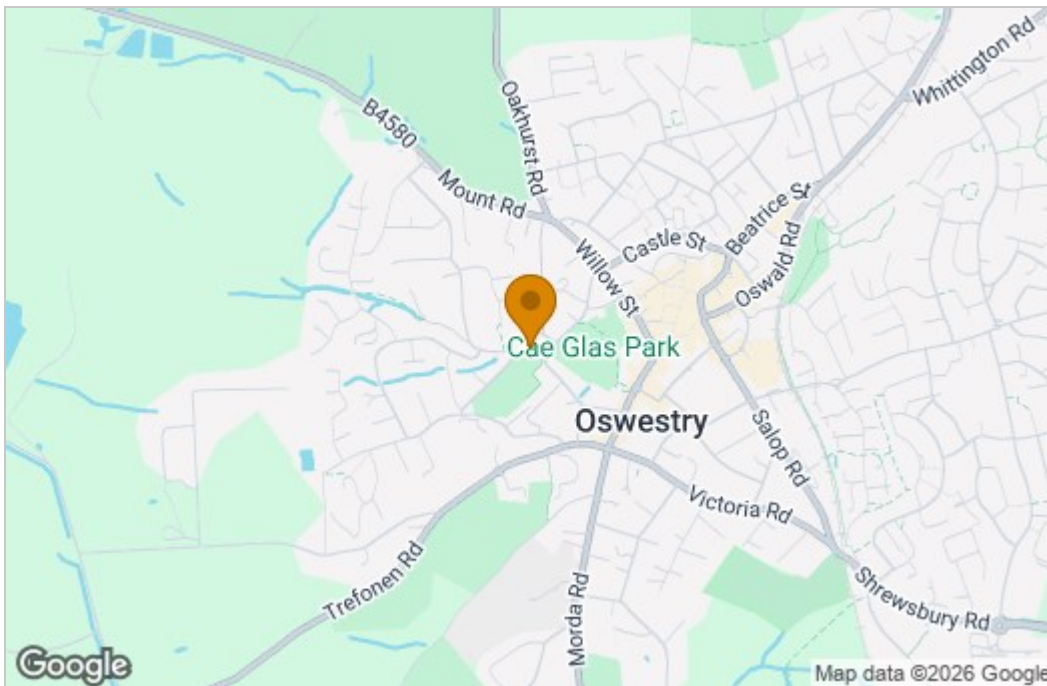 B4580
Oakhurst Rd
Whittington Rd
Mount Rd
Beatrice St
Castle St
Willow St
Oswald Rd
Cae Glas Park
Oswestry
Salop Rd
Victoria Rd
Trefonen Rd
Morda Rd
Shrewsbury Rd
Google
Map data ©2026 Google